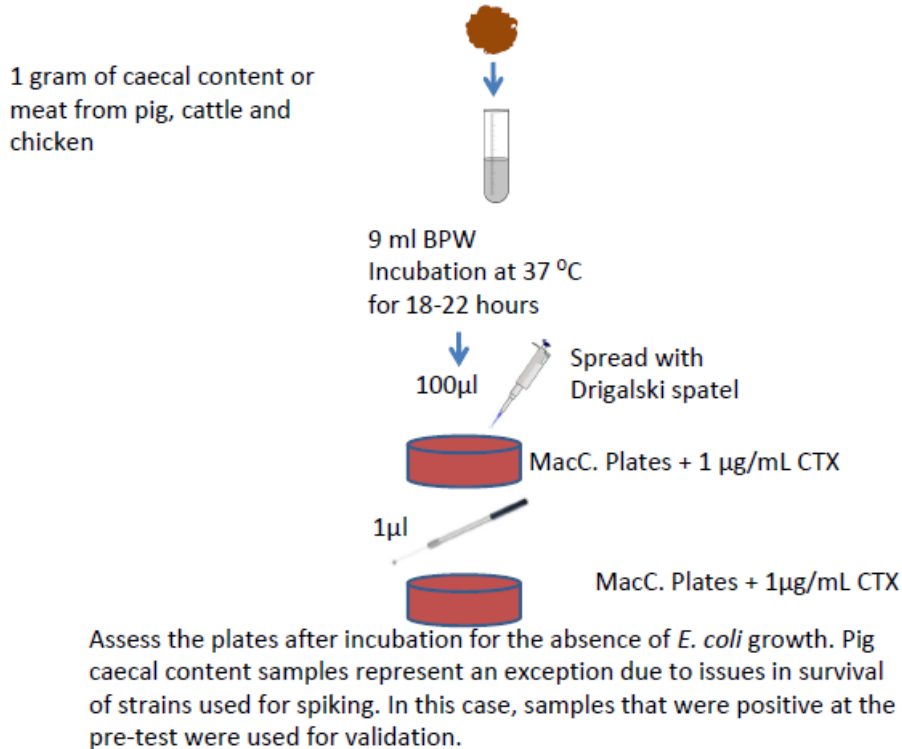 1 gram of caecal content or
meat from pig, cattle and
chicken
9 ml BPW
Incubation at 37 ⁰C
for 18-22 hours
100µl
Spread with
Drigalski spatel
MacC. Plates + 1 µg/mL CTX
1µl
MacC. Plates + 1µg/mL CTX
Assess the plates after incubation for the absence of E. coli growth. Pig
caecal content samples represent an exception due to issues in survival
of strains used for spiking. In this case, samples that were positive at the
pre-test were used for validation.